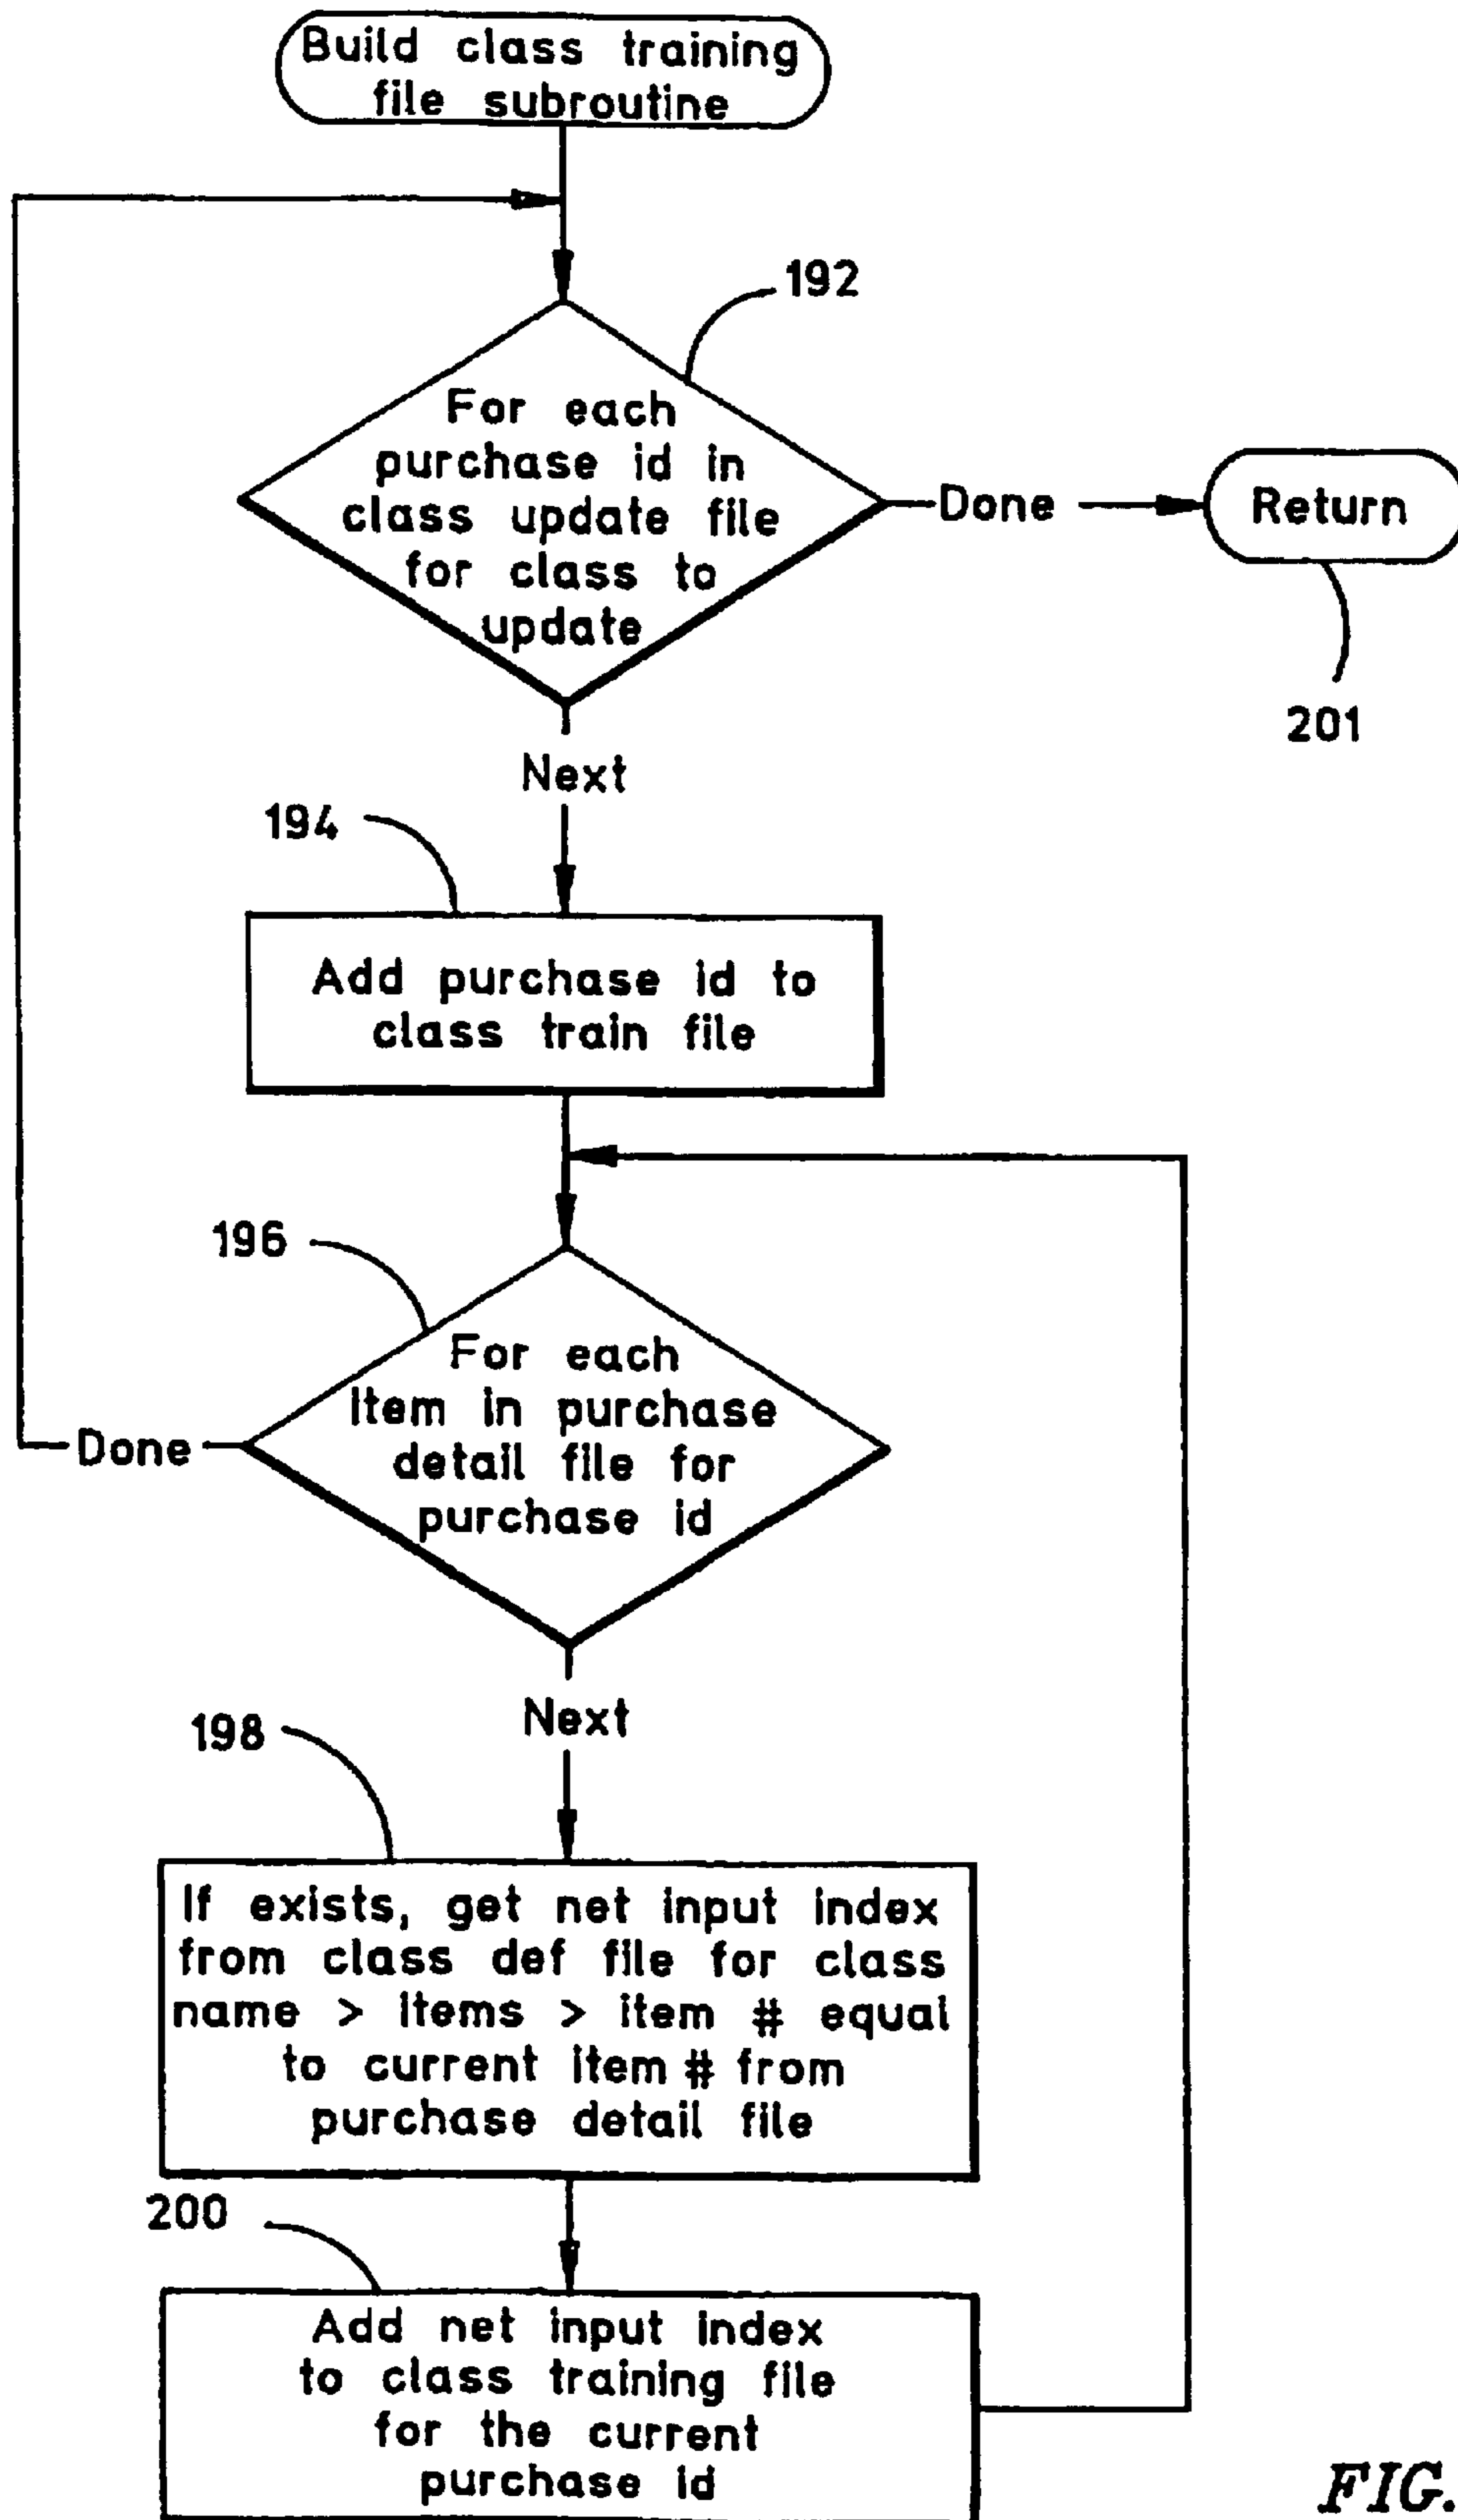 Build class training
file subroutine
192
For each
purchase id in
class update file
for class to
update
Done
Return
201
Next
194
Add purchase id to
class train file
196
For each
Item in purchase
detail file for
purchase id
Done
Next
198
If exists, get net input index
from class def file for class
name > Items > item # equal
to current item # from
purchase detail file
200
Add net input index
to class training file
for the current
purchase id
FIG.